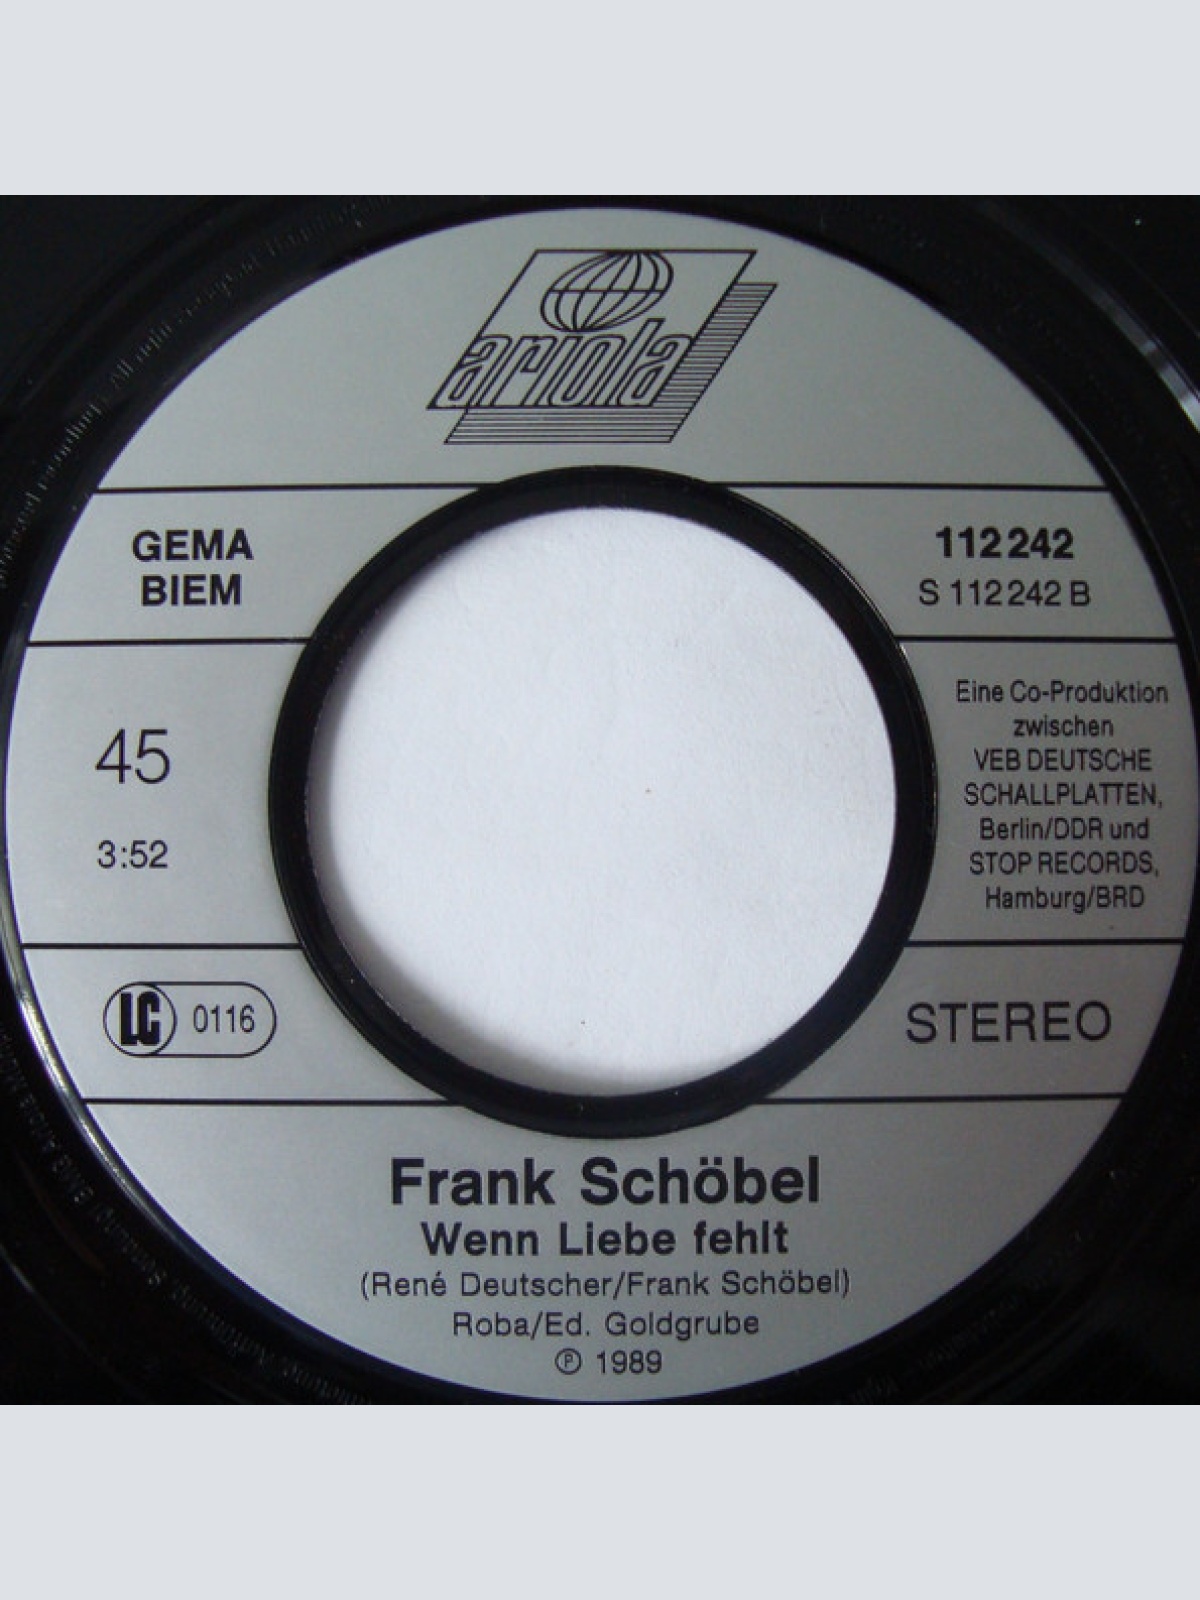 ariola
GEMA
BIEM
112 242
S 112 242 B
45
3:52
Eine Co-Produktion
zwischen
VEB DEUTSCHE
SCHALLPLATTEN,
Berlin/DDR und
STOP RECORDS,
Hamburg/BRD
LC 0116
STEREO
Frank Schöbel
Wenn Liebe fehlt
(René Deutscher/Frank Schöbel)
Roba/Ed. Goldgrube
℗ 1989